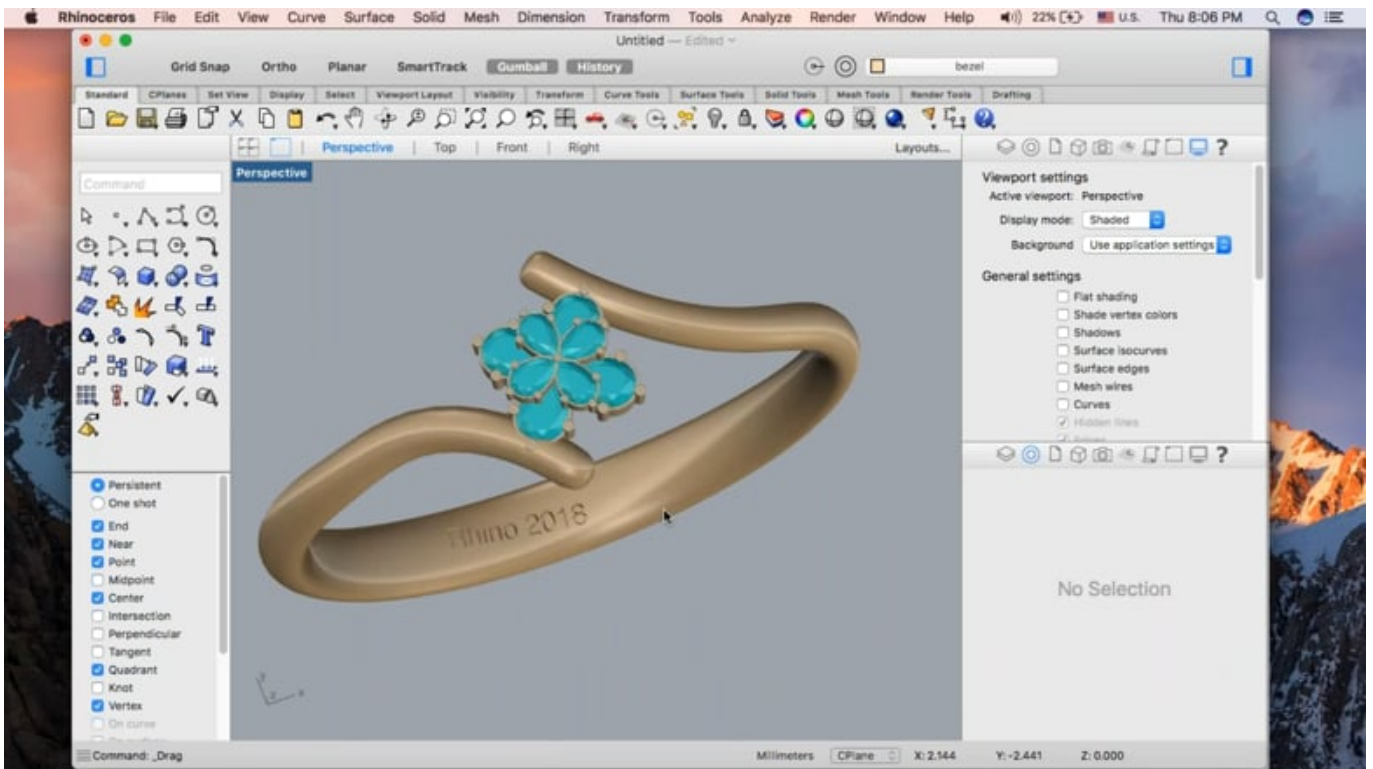 Rhinoceros File Edit View Curve Surface Solid Mesh Dimension Transform Tools Analyze Render Window Help 22% U.S. Thu 8:06 PM
Untitled — Edited
Grid Snap Ortho Planar SmartTrack Gumball History bezel
Standard CPlanes Set View Display Select Viewport Layout Visibility Transform Curve Tools Surface Tools Solid Tools Mesh Tools Render Tools Drafting
Perspective | Top | Front | Right Layouts...
Perspective
Command
Viewport settings
Active viewport: Perspective
Display mode: Shaded
Background Use application settings
General settings
Flat shading
Shade vertex colors
Shadows
Surface isocurves
Surface edges
Mesh wires
Curves
Hidden lines
Rhino 2018
Persistent
One shot
End
Near
Point
Midpoint
Center
Intersection
Perpendicular
Tangent
Quadrant
Knot
Vertex
On curve
No Selection
Command: _Drag
Millimeters CPlane X: 2.144 Y: -2.441 Z: 0.000